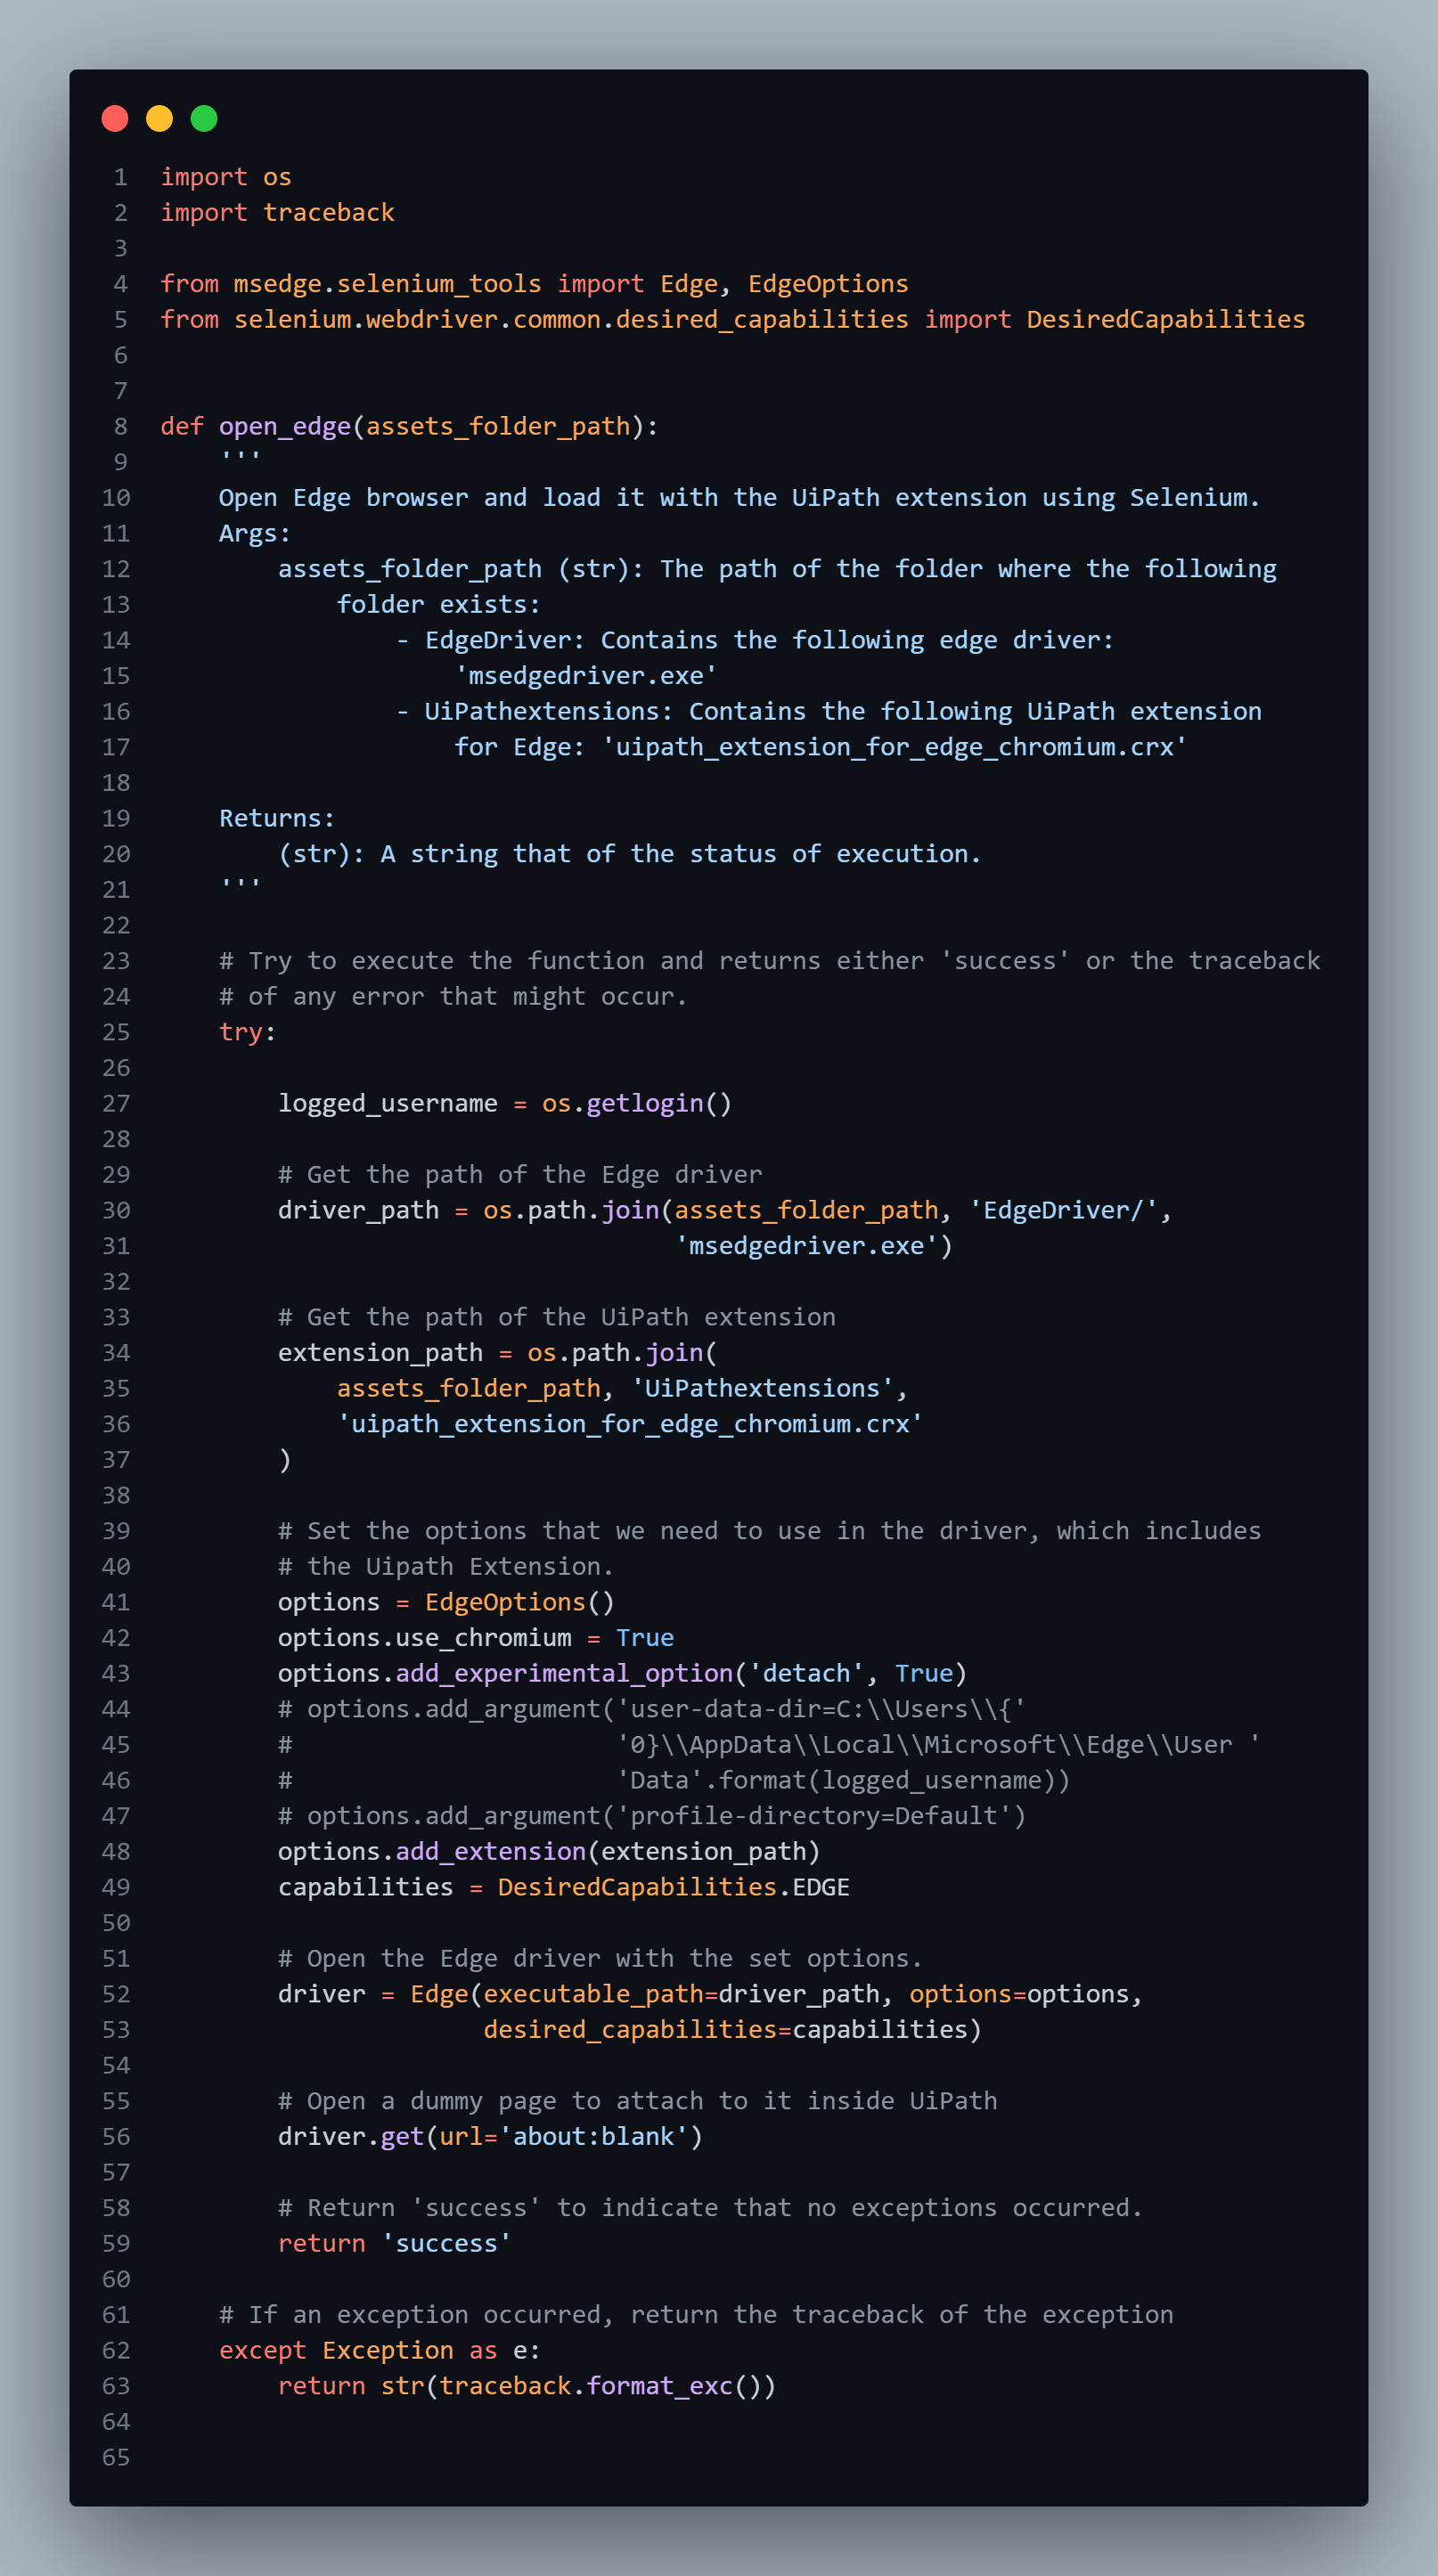 1 import os
2 import traceback
3
4 from msedge.selenium_tools import Edge, EdgeOptions
5 from selenium.webdriver.common.desired_capabilities import DesiredCapabilities
6
7
8 def open_edge(assets_folder_path):
9     '''
10     Open Edge browser and load it with the UiPath extension using Selenium.
11     Args:
12         assets_folder_path (str): The path of the folder where the following
13             folder exists:
14                 - EdgeDriver: Contains the following edge driver:
15                     'msedgedriver.exe'
16                 - UiPathextensions: Contains the following UiPath extension
17                     for Edge: 'uipath_extension_for_edge_chromium.crx'
18
19     Returns:
20         (str): A string that of the status of execution.
21     '''
22
23     # Try to execute the function and returns either 'success' or the traceback
24     # of any error that might occur.
25     try:
26
27         logged_username = os.getlogin()
28
29         # Get the path of the Edge driver
30         driver_path = os.path.join(assets_folder_path, 'EdgeDriver/',
31                                    'msedgedriver.exe')
32
33         # Get the path of the UiPath extension
34         extension_path = os.path.join(
35             assets_folder_path, 'UiPathextensions',
36             'uipath_extension_for_edge_chromium.crx'
37         )
38
39         # Set the options that we need to use in the driver, which includes
40         # the Uipath Extension.
41         options = EdgeOptions()
42         options.use_chromium = True
43         options.add_experimental_option('detach', True)
44         # options.add_argument('user-data-dir=C:\\Users\\{'
45         #                      '0}\\AppData\\Local\\Microsoft\\Edge\\User '
46         #                      'Data'.format(logged_username))
47         # options.add_argument('profile-directory=Default')
48         options.add_extension(extension_path)
49         capabilities = DesiredCapabilities.EDGE
50
51         # Open the Edge driver with the set options.
52         driver = Edge(executable_path=driver_path, options=options,
53                       desired_capabilities=capabilities)
54
55         # Open a dummy page to attach to it inside UiPath
56         driver.get(url='about:blank')
57
58         # Return 'success' to indicate that no exceptions occurred.
59         return 'success'
60
61     # If an exception occurred, return the traceback of the exception
62     except Exception as e:
63         return str(traceback.format_exc())
64
65